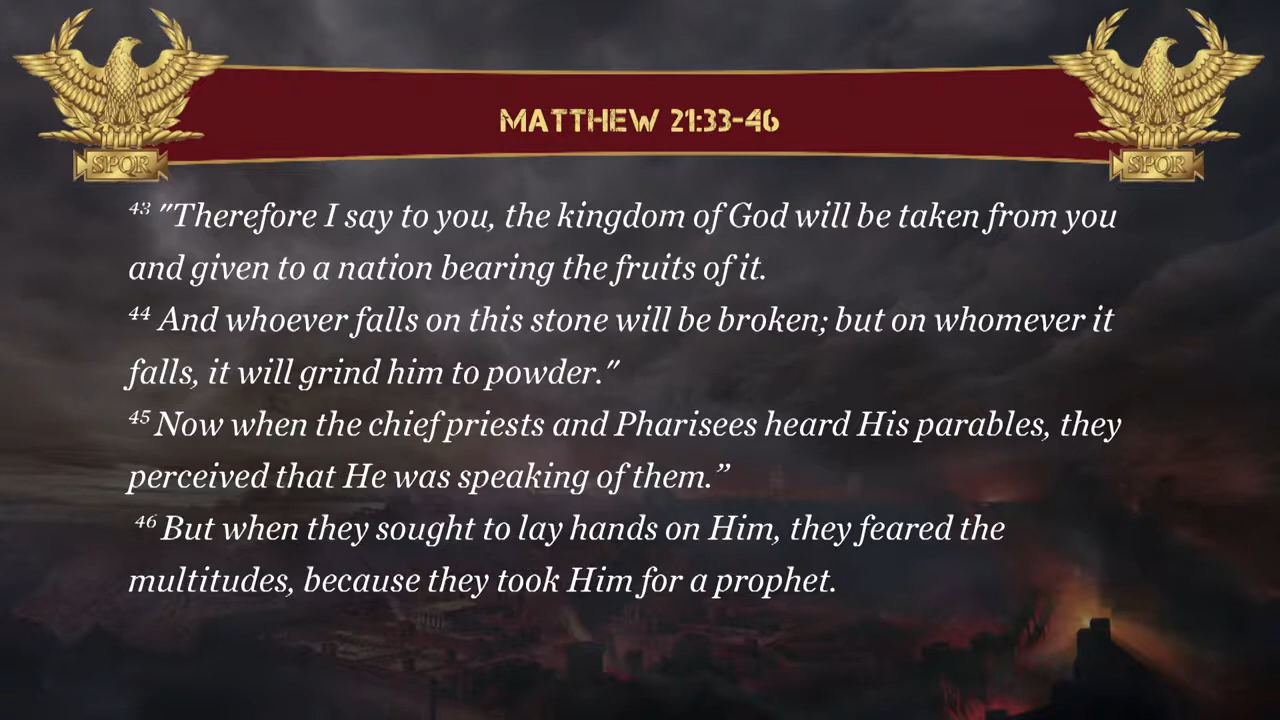 MATTHEW 21:33-46
SPQR SPQR
⁴³ "Therefore I say to you, the kingdom of God will be taken from you
and given to a nation bearing the fruits of it.
⁴⁴ And whoever falls on this stone will be broken; but on whomever it
falls, it will grind him to powder."
⁴⁵ Now when the chief priests and Pharisees heard His parables, they
perceived that He was speaking of them.”
⁴⁶ But when they sought to lay hands on Him, they feared the
multitudes, because they took Him for a prophet.